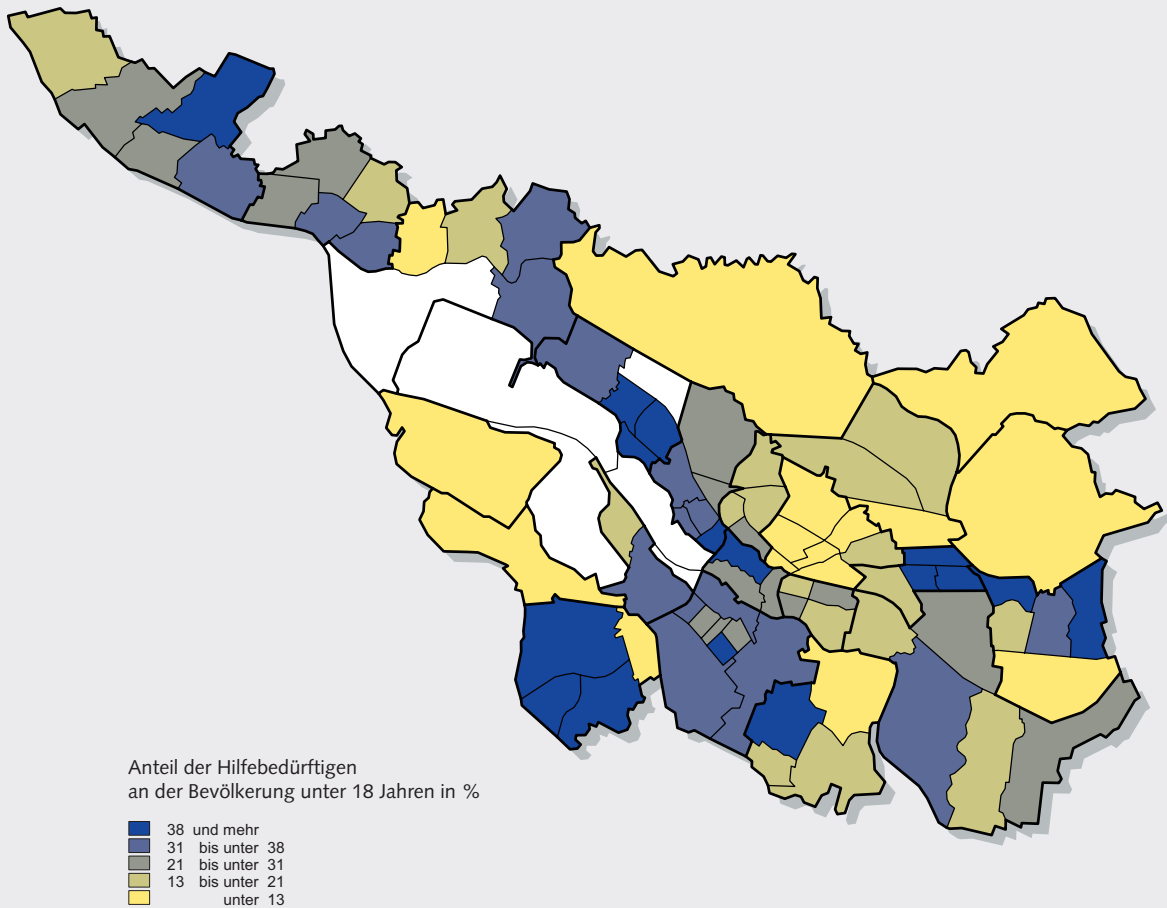 Anteil der Hilfebedürftigen
an der Bevölkerung unter 18 Jahren in %
38 und mehr
31 bis unter 38
21 bis unter 31
13 bis unter 21
unter 13